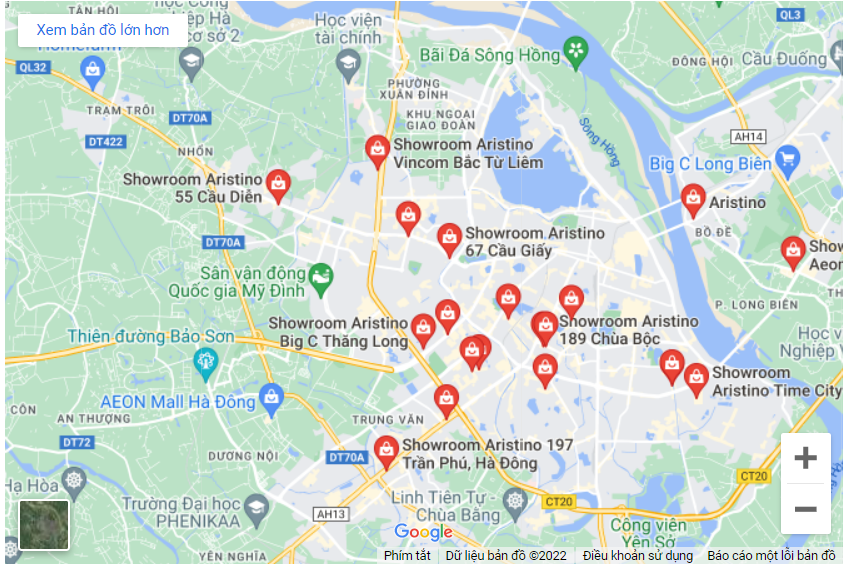 TÂN HỘI
Học viện
tài chính
QL3
Xem bản đồ lớn hơn
cơ sở 2
Bãi Đá Sông Hồng
ĐÔNG HỘI
Cầu Đuống
QL32
PHƯỜNG
XUÂN ĐỈNH
TRẠM TRÔI
DT70A
KHU NGOẠI
GIAO ĐOÀN
DT422
Sông Hồng
AH14
NHỔN
Showroom Aristino
Vincom Bắc Từ Liêm
Big C Long Biên
Showroom Aristino
55 Cầu Diễn
Aristino
BỒ ĐỀ
DT70A
Showroom Aristino
67 Cầu Giấy
Show
Aeon
Sân vận động
Quốc gia Mỹ Đình
P. LONG BIÊN
Showroom Aristino
Big C Thăng Long
Showroom Aristino
189 Chùa Bộc
Thiên đường Bảo Sơn
Học v
Nghiệp V
Showroom
Aristino Time City
AEON Mall Hà Đông
CÔN
AN THƯỢNG
TRUNG VĂN
DT72
DƯƠNG NỘI
DT70A
Showroom Aristino 197
Trần Phú, Hà Đông
CT20
Hạ Hòa
Trường Đại học
PHENIKAA
Linh Tiên Tự -
Chùa Bằng
CT20
AH13
Công viên
Yên Sở
YÊN NGHĨA
Google
Phím tắt
Dữ liệu bản đồ ©2022
Điều khoản sử dụng
Báo cáo một lỗi bản đồ